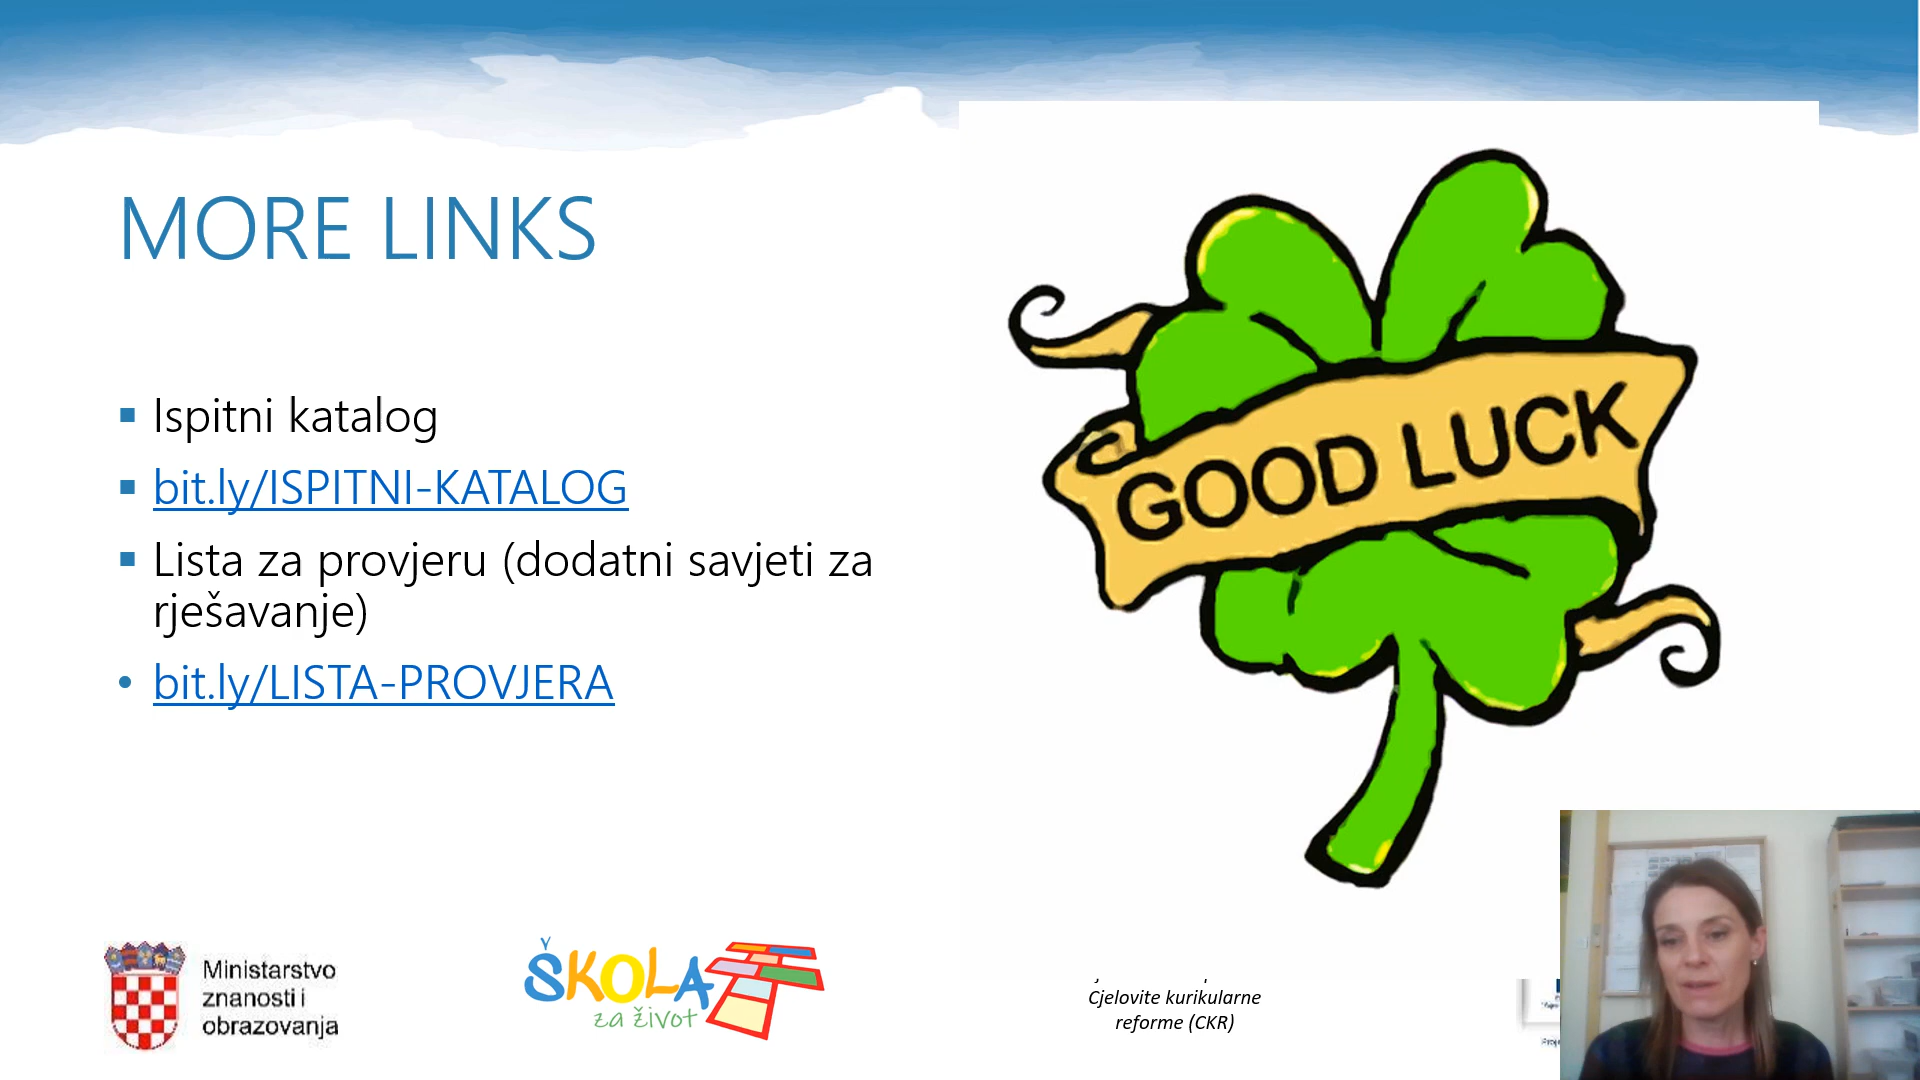 MORE LINKS
Ispitni katalog
bit.ly/ISPITNI-KATALOG
Lista za provjeru (dodatni savjeti za
rješavanje)
bit.ly/LISTA-PROVJERA
GOOD LUCK
Ministarstvo
znanosti i
obrazovanja
ŠKOLA
za život
Cjelovite kurikularne
reforme (CKR)